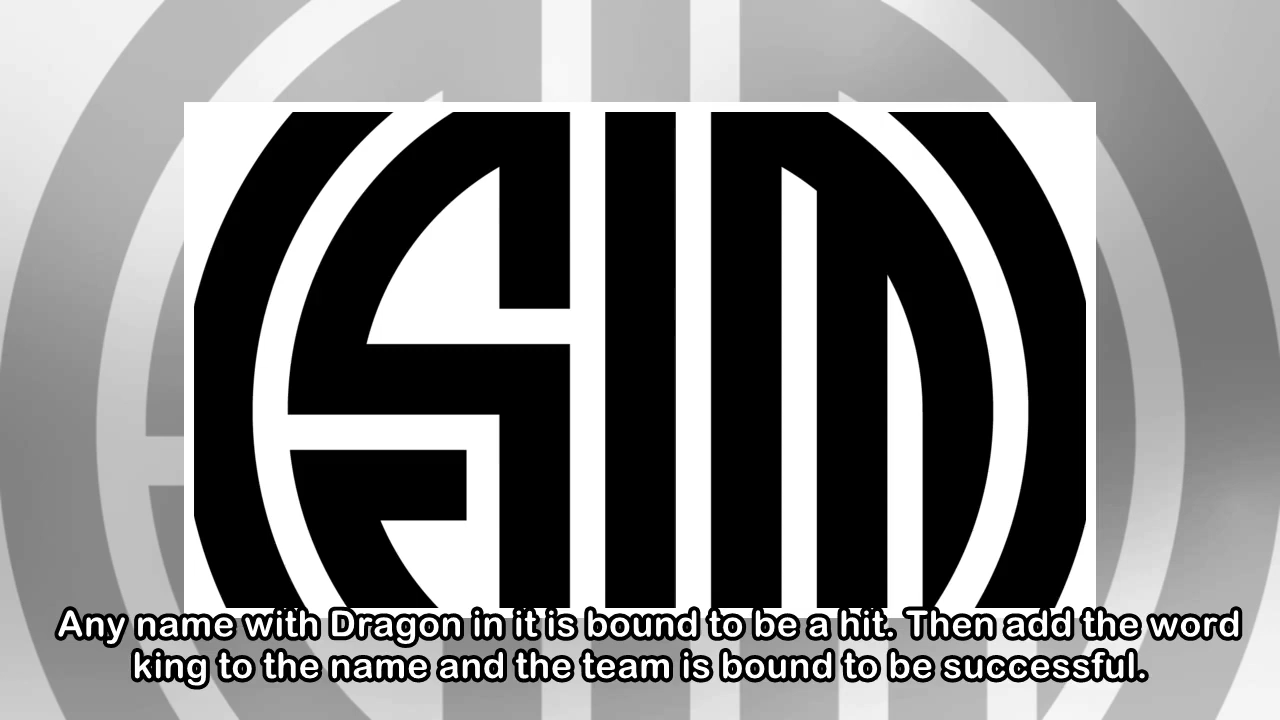 Any name with Dragon in it is bound to be a hit. Then add the word
king to the name and the team is bound to be successful.